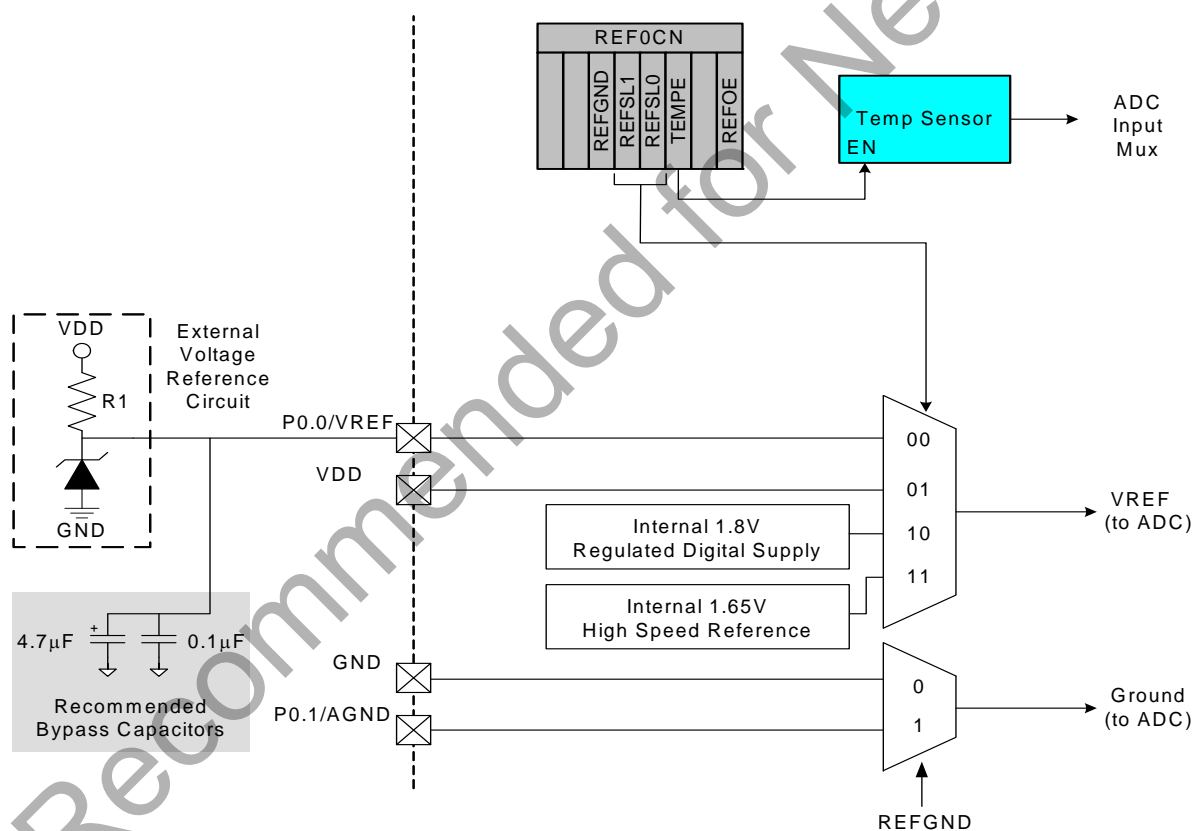 REF0CN
REFGND
REFSL1
REFSL0
TEMPE
REFOE
Temp Sensor
EN
ADC
Input
Mux
VDD
R1
GND
External
Voltage
Reference
Circuit
P0.0/VREF
VDD
00
01
10
11
Internal 1.8V
Regulated Digital Supply
Internal 1.65V
High Speed Reference
VREF
(to ADC)
4.7μF
+
0.1μF
Recommended
Bypass Capacitors
GND
P0.1/AGND
0
1
Ground
(to ADC)
REFGND
Recommended for Ne